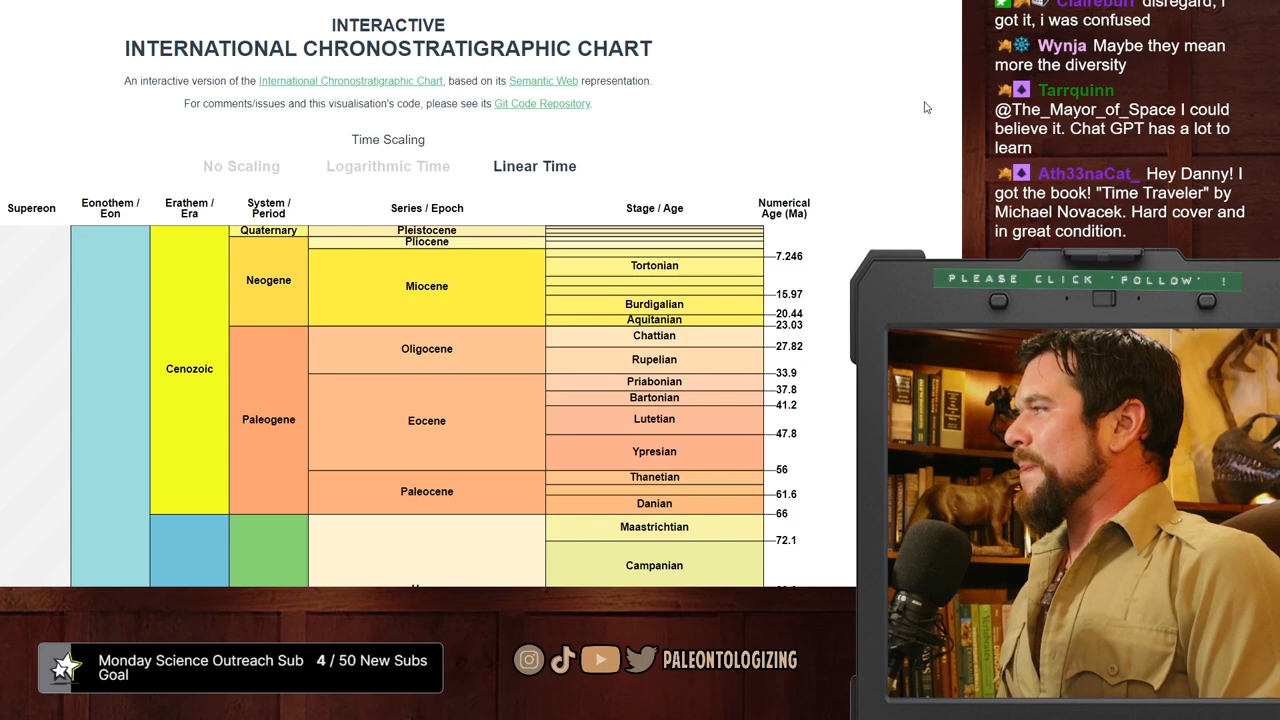 INTERACTIVE
INTERNATIONAL CHRONOSTRATIGRAPHIC CHART
An interactive version of the International Chronostratigraphic Chart, based on its Semantic Web representation.
For comments/issues and this visualisation's code, please see its Git Code Repository.
Time Scaling
No Scaling Logarithmic Time Linear Time
Supereon
Eonothem /
Eon
Erathem /
Era
System /
Period
Series / Epoch
Stage / Age
Numerical
Age (Ma)
Cenozoic
Quaternary
Neogene
Paleogene
Pleistocene
Pliocene
Miocene
Oligocene
Eocene
Paleocene
Tortonian
Burdigalian
Aquitanian
Chattian
Rupelian
Priabonian
Bartonian
Lutetian
Ypresian
Thanetian
Danian
Maastrichtian
Campanian
7.246
15.97
20.44
23.03
27.82
33.9
37.8
41.2
47.8
56
61.6
66
72.1
disregard, I
got it, i was confused
Wynja Maybe they mean
more the diversity
Tarrquinn
@The_Mayor_of_Space I could
believe it. Chat GPT has a lot to
learn
Ath33naCat_ Hey Danny! I
got the book! "Time Traveler" by
Michael Novacek. Hard cover and
in great condition.
PLEASE CLICK 'FOLLOW' !
Monday Science Outreach Sub
Goal
4 / 50 New Subs
PALEONTOLOGIZING